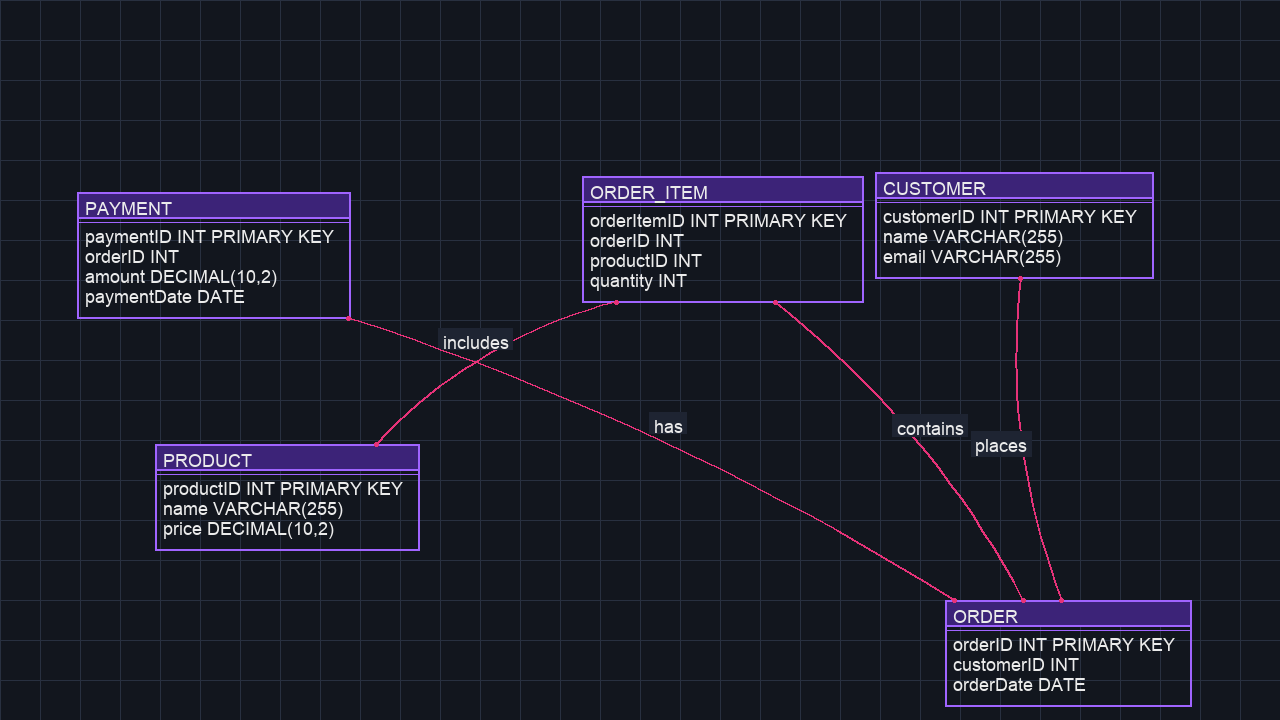 PAYMENT
paymentID INT PRIMARY KEY
orderID INT
amount DECIMAL(10,2)
paymentDate DATE
ORDER_ITEM
orderItemID INT PRIMARY KEY
orderID INT
productID INT
quantity INT
CUSTOMER
customerID INT PRIMARY KEY
name VARCHAR(255)
email VARCHAR(255)
includes
has
contains
places
PRODUCT
productID INT PRIMARY KEY
name VARCHAR(255)
price DECIMAL(10,2)
ORDER
orderID INT PRIMARY KEY
customerID INT
orderDate DATE